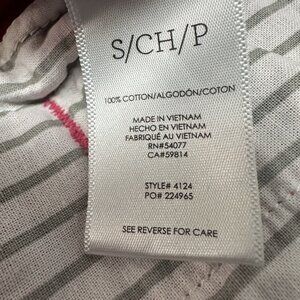 S/CH/P
100% COTTON/ALGODÓN/COTON
MADE IN VIETNAM
HECHO EN VIETNAM
FABRIQUÉ AU VIETNAM
RN#54077
CA#59814
STYLE# 4124
PO# 224965
SEE REVERSE FOR CARE